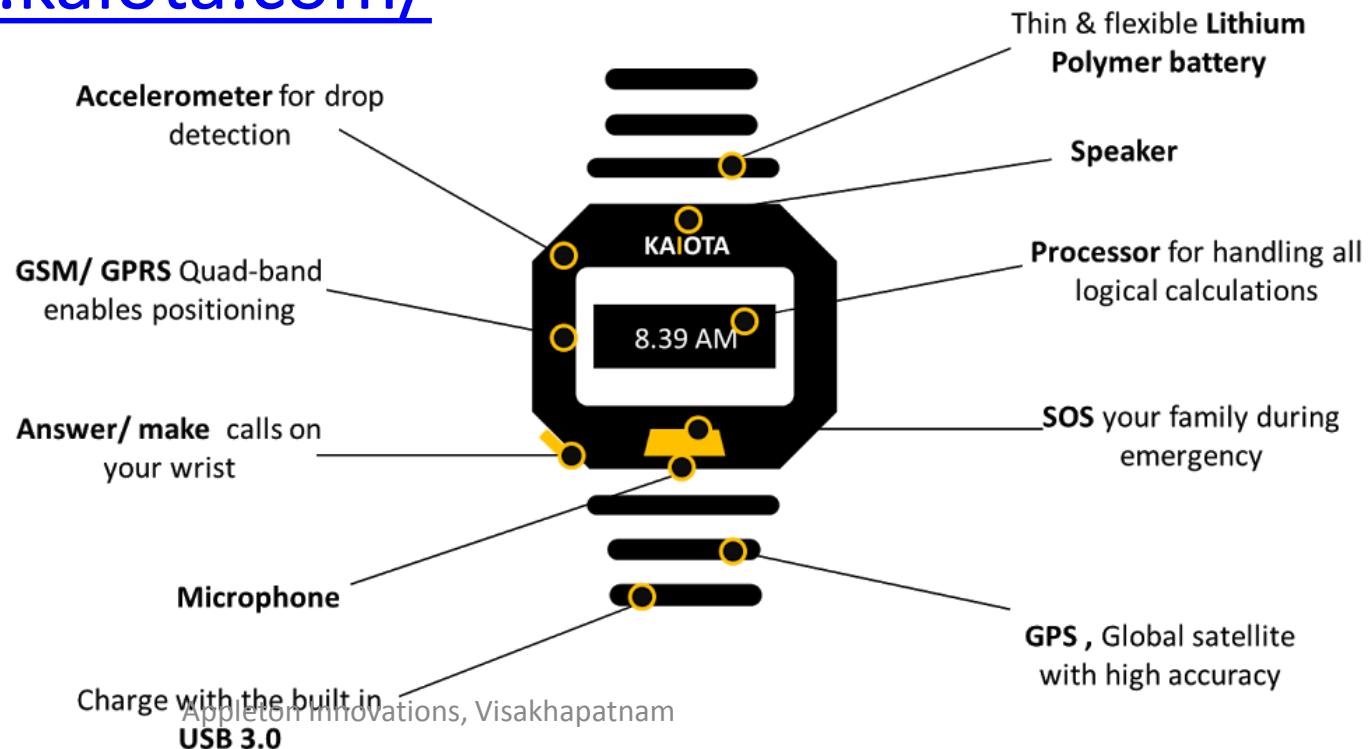 .kaiota.com/
Thin & flexible Lithium
Polymer battery
Accelerometer for drop
detection
Speaker
KAIOTA
Processor for handling all
logical calculations
GSM/ GPRS Quad-band
enables positioning
8.39 AM
Answer/ make calls on
your wrist
SOS your family during
emergency
Microphone
GPS , Global satellite
with high accuracy
Charge with the built in
USB 3.0
Appleton Innovations, Visakhapatnam